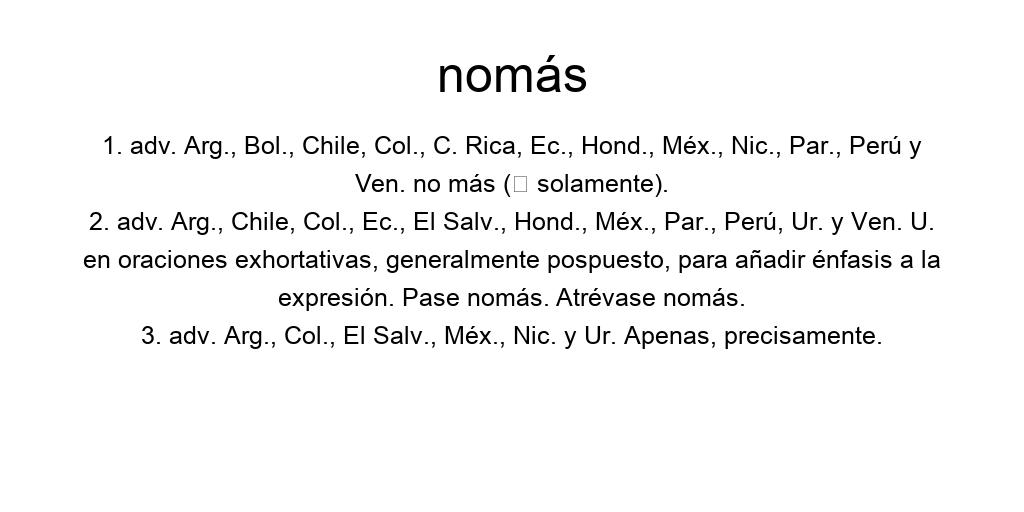 nomás
1. adv. Arg., Bol., Chile, Col., C. Rica, Ec., Hond., Méx., Nic., Par., Perú y
Ven. no más (□ solamente).
2. adv. Arg., Chile, Col., Ec., El Salv., Hond., Méx., Par., Perú, Ur. y Ven. U.
en oraciones exhortativas, generalmente pospuesto, para añadir énfasis a la
expresión. Pase nomás. Atrévase nomás.
3. adv. Arg., Col., El Salv., Méx., Nic. y Ur. Apenas, precisamente.